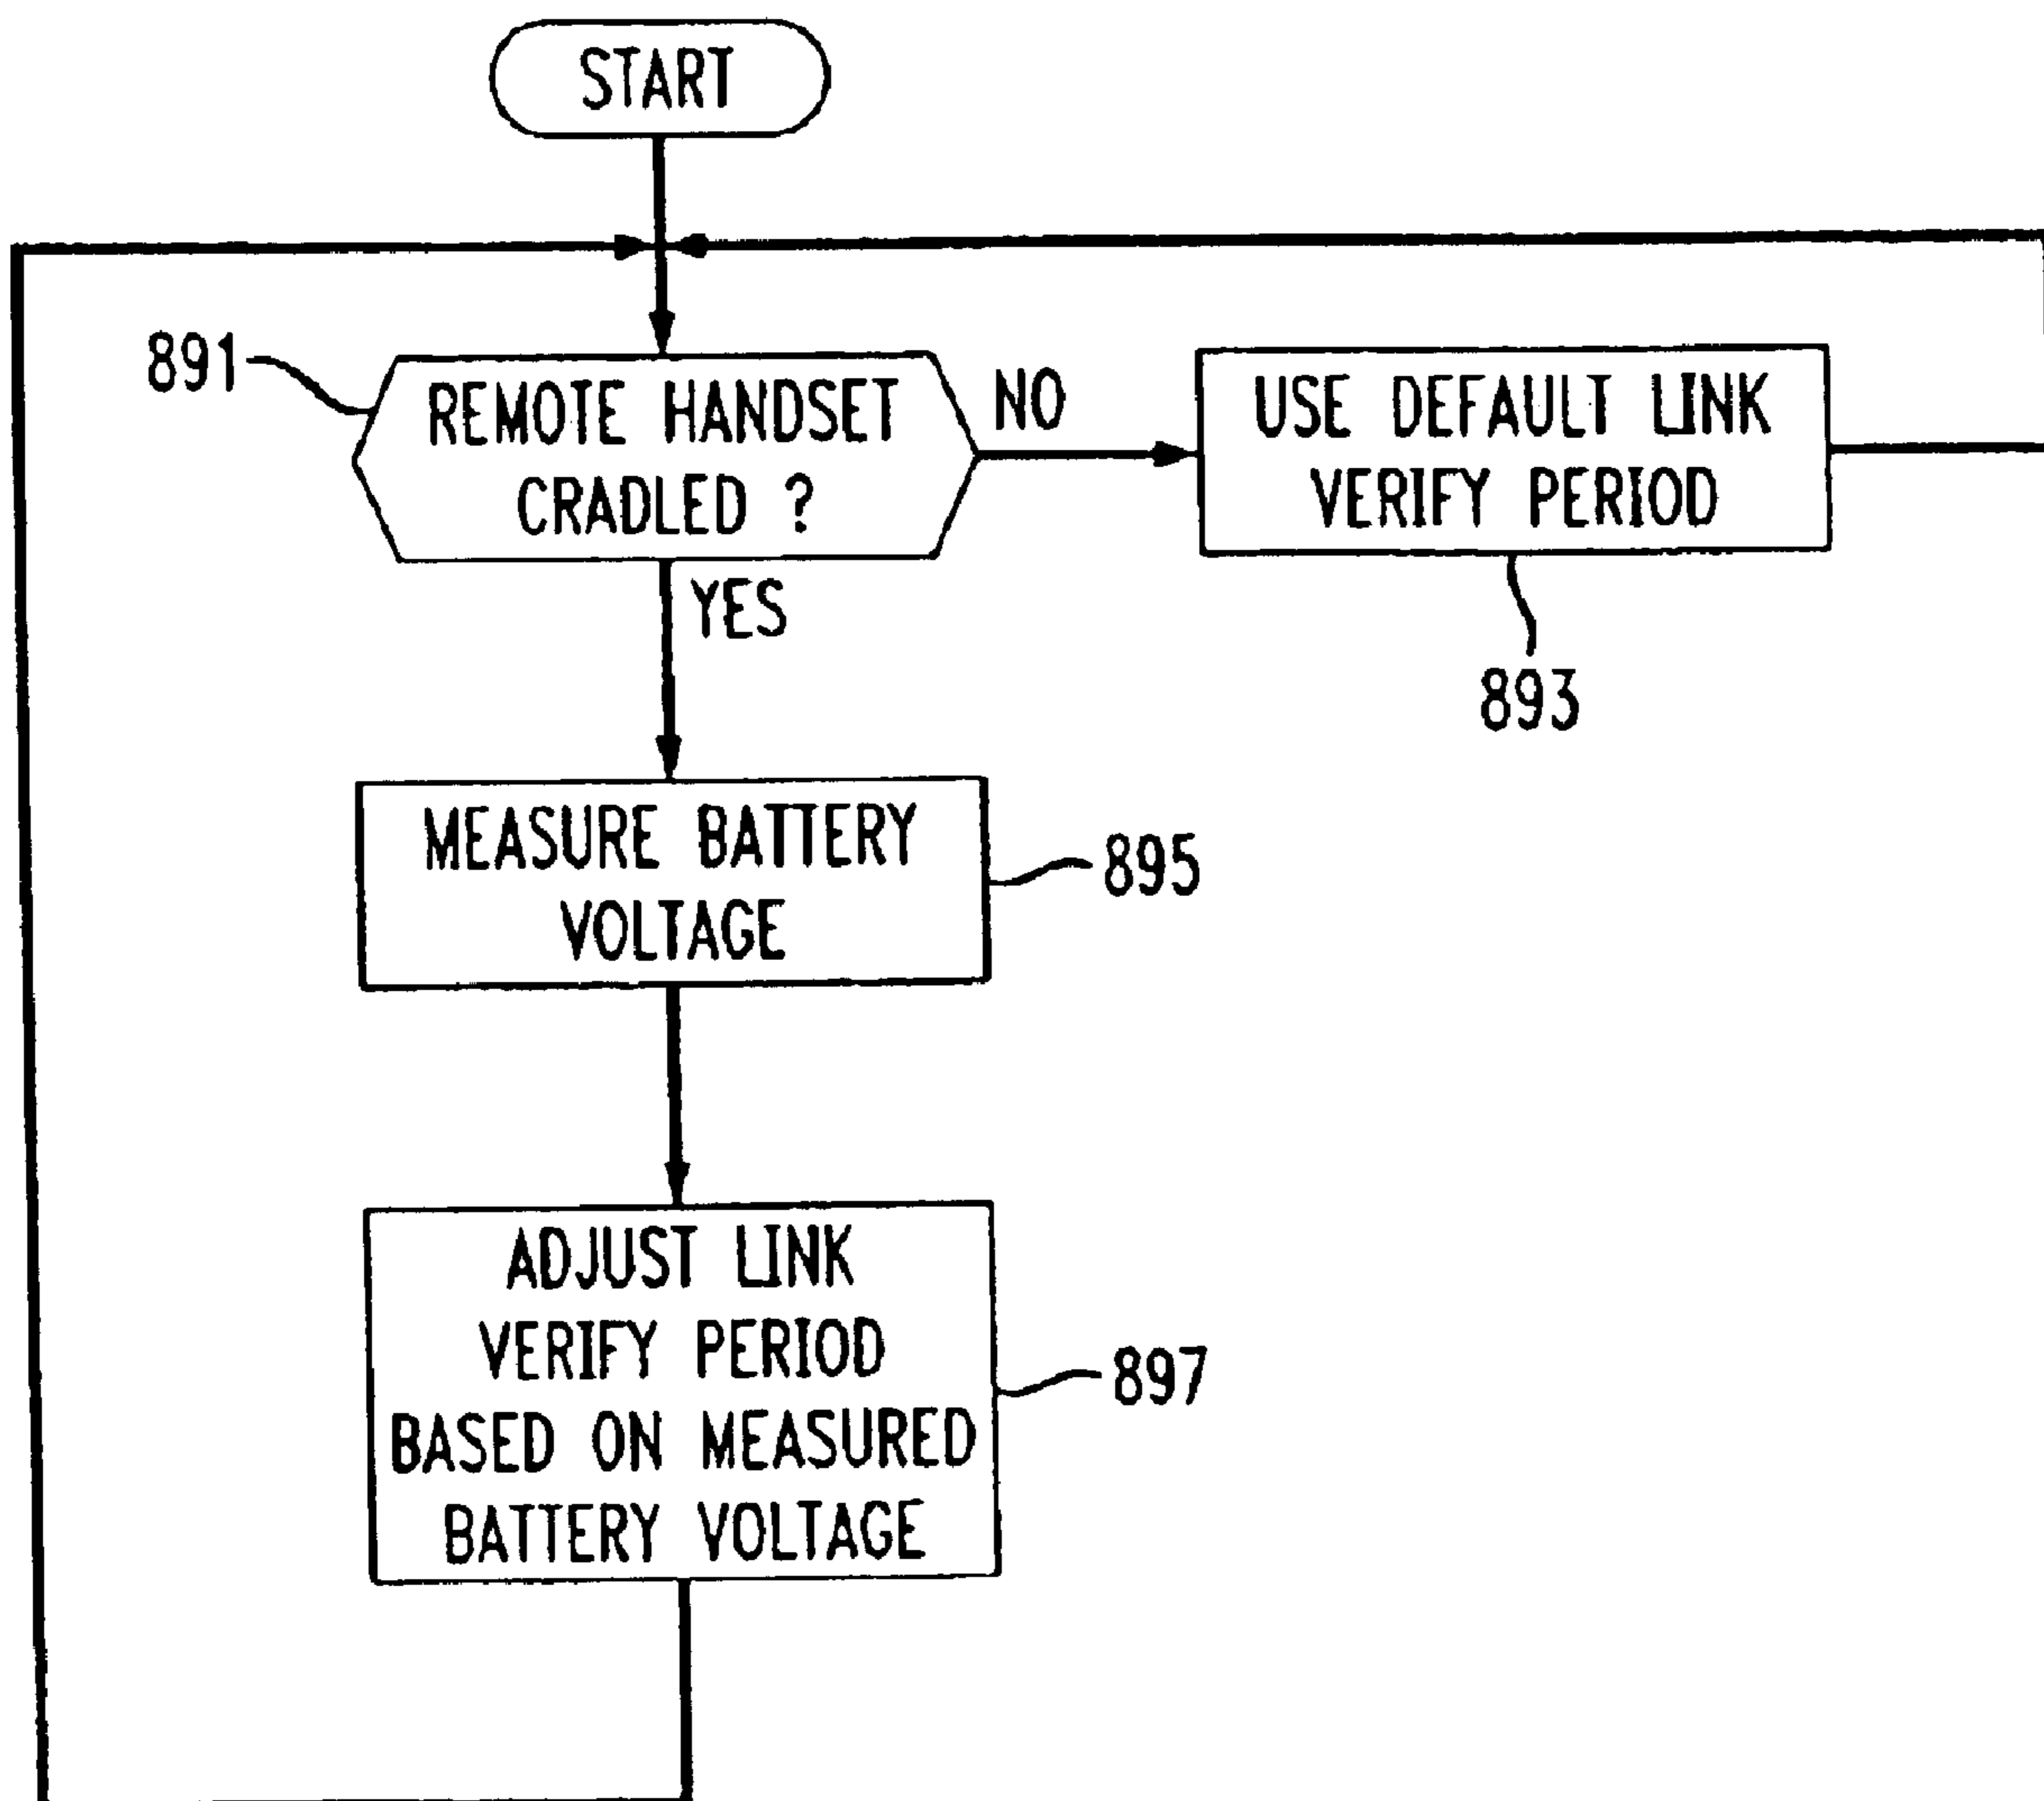 START
891
REMOTE HANDSET
CRADLED ?
NO
USE DEFAULT LINK
VERIFY PERIOD
893
YES
MEASURE BATTERY
VOLTAGE
895
ADJUST LINK
VERIFY PERIOD
BASED ON MEASURED
BATTERY VOLTAGE
897